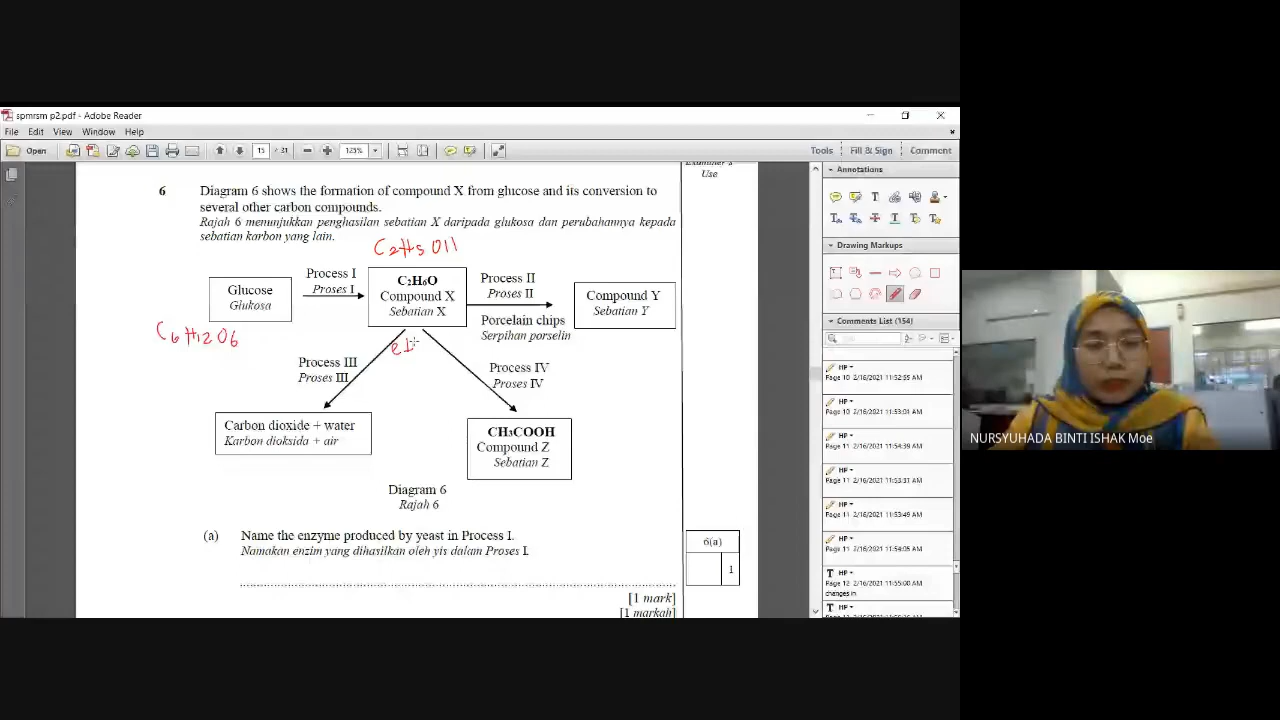 spmrsm p2.pdf - Adobe Reader
File Edit View Window Help
Open 15 / 31 125% Tools Fill & Sign Comment
Examiner's
Use
6 Diagram 6 shows the formation of compound X from glucose and its conversion to
several other carbon compounds.
Rajah 6 menunjukkan penghasilan sebatian X daripada glukosa dan perubahannya kepada
sebatian karbon yang lain.
C2H5OH
Glucose
Glukosa
Process I
Proses I
C₂H₆O
Compound X
Sebatian X
Process II
Proses II
Porcelain chips
Serpihan porselin
Compound Y
Sebatian Y
C6H12O6
Process III
Proses III
Process IV
Proses IV
Carbon dioxide + water
Karbon dioksida + air
CH₃COOH
Compound Z
Sebatian Z
Diagram 6
Rajah 6
(a) Name the enzyme produced by yeast in Process I.
Namakan enzim yang dihasilkan oleh yis dalam Proses I.
6(a)
1
[1 mark]
[1 markah]
Annotations
Drawing Markups
Comments List (154)
HP
Page 10 2/16/2021 11:52:59 AM
HP
Page 10 2/16/2021 11:53:01 AM
HP
Page 11 2/16/2021 11:54:39 AM
HP
Page 11 2/16/2021 11:53:31 AM
HP
Page 11 2/16/2021 11:53:49 AM
HP
Page 11 2/16/2021 11:54:05 AM
HP
Page 12 2/16/2021 11:55:00 AM
changes in
HP
NURSYUHADA BINTI ISHAK Moe